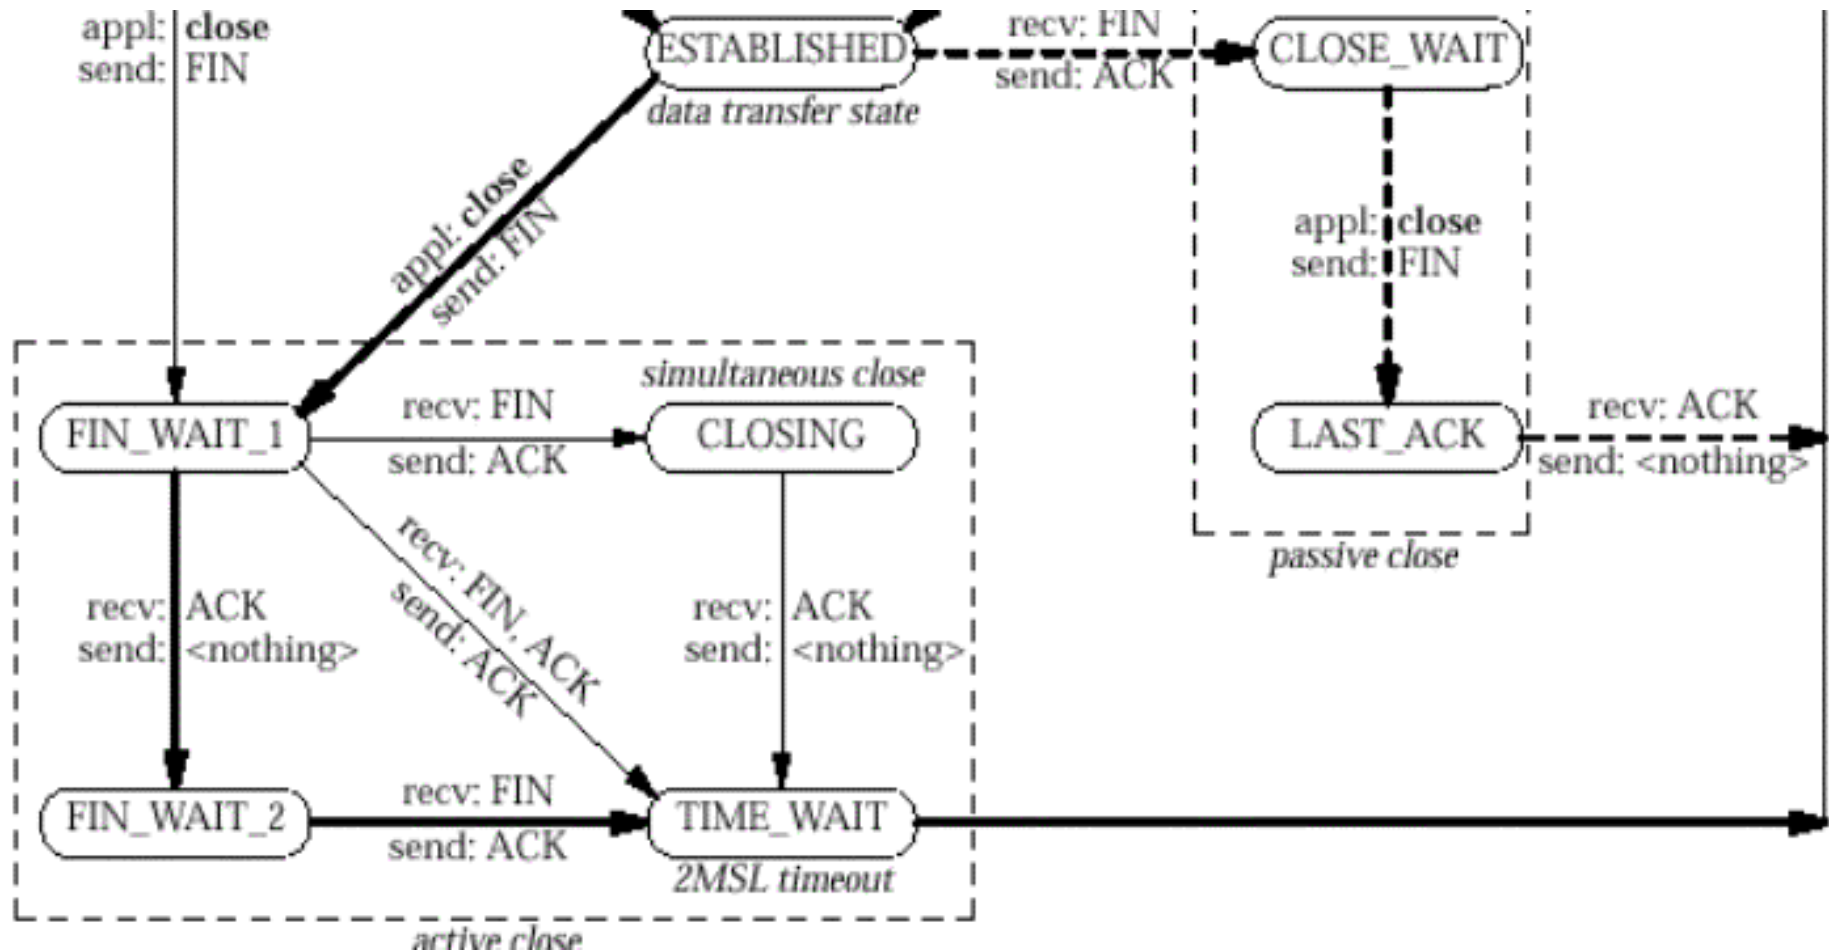 appl: close
send: FIN
ESTABLISHED
data transfer state
recv: FIN
send: ACK
CLOSE_WAIT
appl: close
send: FIN
appl: close
send: FIN
simultaneous close
FIN_WAIT_1
recv: FIN
send: ACK
CLOSING
LAST_ACK
recv: ACK
send: <nothing>
passive close
recv: ACK
send: <nothing>
recv: FIN, ACK
send: ACK
recv: ACK
send: <nothing>
FIN_WAIT_2
recv: FIN
send: ACK
TIME_WAIT
2MSL timeout
active close